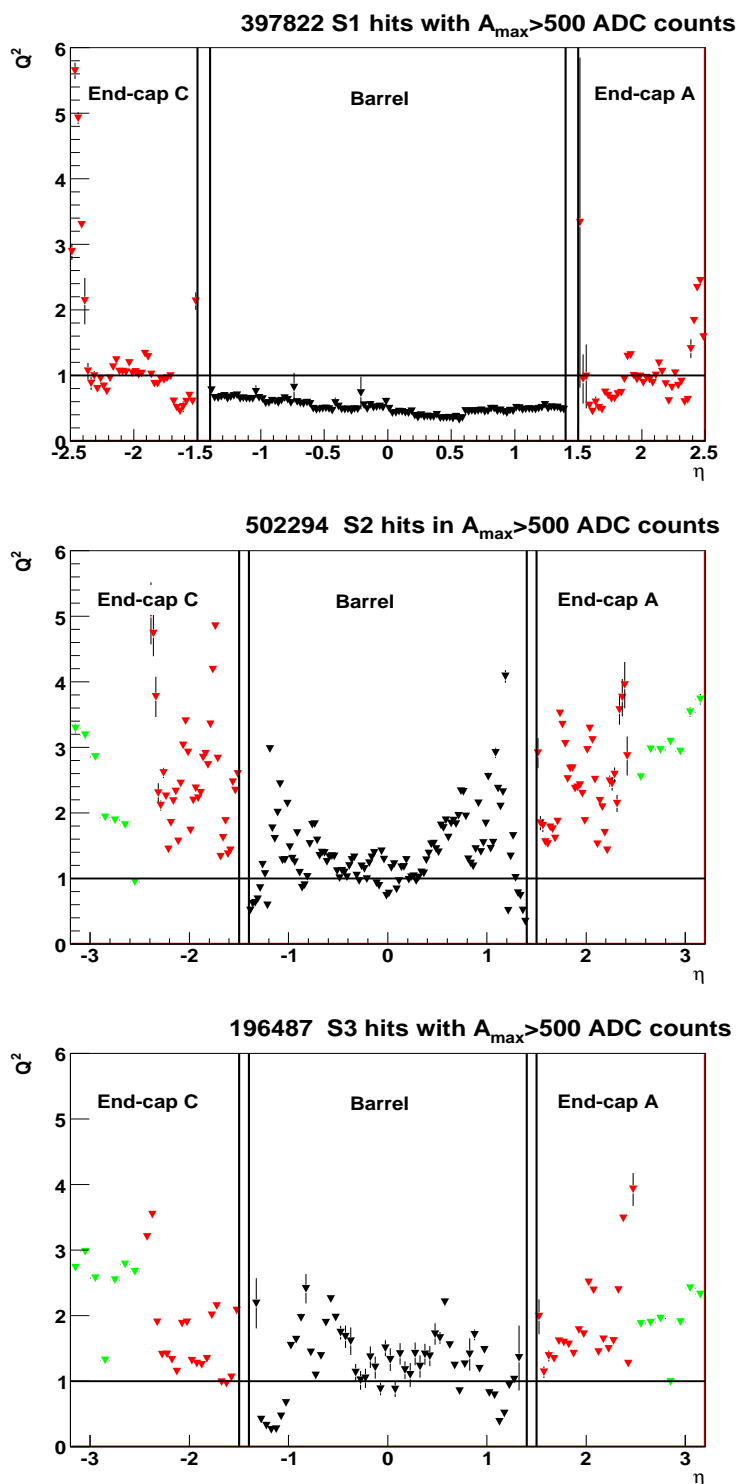 397822 S1 hits with Amax>500 ADC counts
Q²
6
End-cap C Barrel End-cap A
5
4
3
2
1
0
-2.5 -2 -1.5 -1 -0.5 0 0.5 1 1.5 2 2.5
η
502294 S2 hits in Amax>500 ADC counts
Q²
6
End-cap C Barrel End-cap A
5
4
3
2
1
0
-3 -2 -1 0 1 2 3
η
196487 S3 hits with Amax>500 ADC counts
Q²
6
End-cap C Barrel End-cap A
5
4
3
2
1
0
-3 -2 -1 0 1 2 3
η